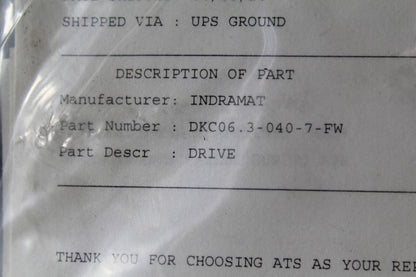 SHIPPED VIA : UPS GROUND
DESCRIPTION OF PART
Manufacturer: INDRAMAT
Part Number : DKC06.3-040-7-FW
Part Descr : DRIVE
THANK YOU FOR CHOOSING ATS AS YOUR REP